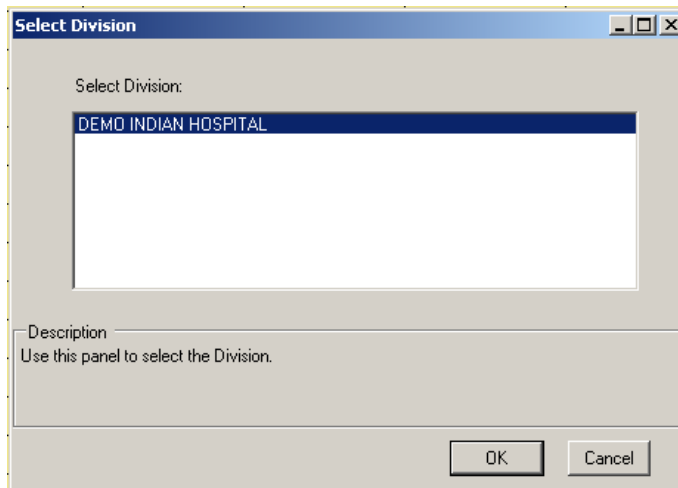 Select Division
Select Division:
DEMO INDIAN HOSPITAL
Description
Use this panel to select the Division.
OK Cancel